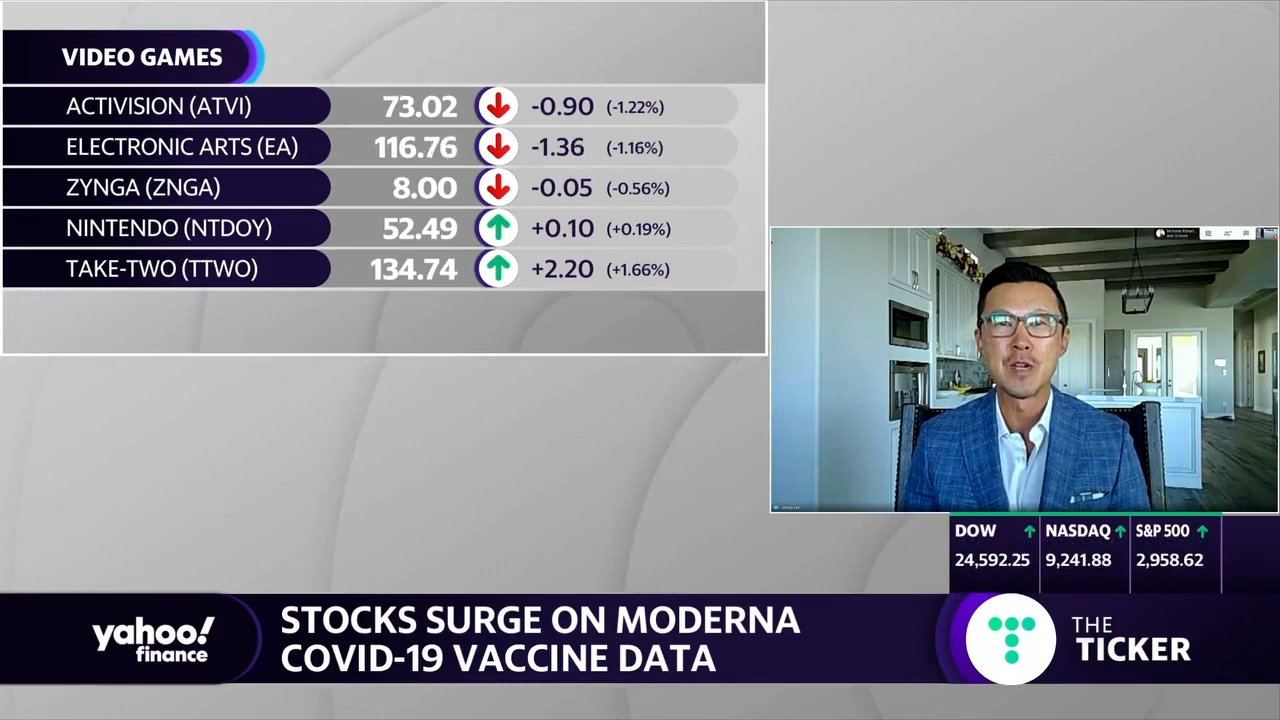 VIDEO GAMES
ACTIVISION (ATVI) 73.02 -0.90 (-1.22%)
ELECTRONIC ARTS (EA) 116.76 -1.36 (-1.16%)
ZYNGA (ZNGA) 8.00 -0.05 (-0.56%)
NINTENDO (NTDOY) 52.49 +0.10 (+0.19%)
TAKE-TWO (TTWO) 134.74 +2.20 (+1.66%)
DOW NASDAQ S&P 500
24,592.25 9,241.88 2,958.62
yahoo!
finance
STOCKS SURGE ON MODERNA
COVID-19 VACCINE DATA
THE
TICKER